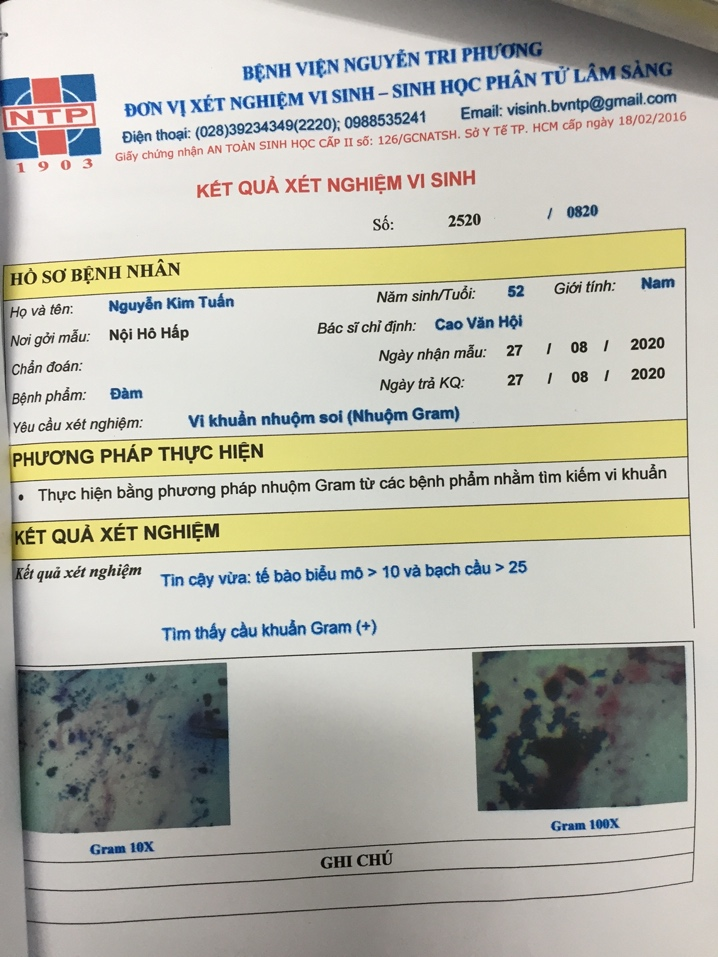 BỆNH VIỆN NGUYỄN TRI PHƯƠNG
ĐƠN VỊ XÉT NGHIỆM VI SINH – SINH HỌC PHÂN TỬ LÂM SÀNG
NTP
1903
Điện thoại: (028)39234349(2220); 0988535241 Email: visinh.bvntp@gmail.com
Giấy chứng nhận AN TOÀN SINH HỌC CẤP II số: 126/GCNATSH. Sở Y Tế TP. HCM cấp ngày 18/02/2016
KẾT QUẢ XÉT NGHIỆM VI SINH
Số: 2520 / 0820
HỒ SƠ BỆNH NHÂN
Họ và tên: Nguyễn Kim Tuấn Năm sinh/Tuổi: 52 Giới tính: Nam
Nơi gởi mẫu: Nội Hô Hấp Bác sĩ chỉ định: Cao Văn Hội
Chẩn đoán: Ngày nhận mẫu: 27 / 08 / 2020
Bệnh phẩm: Đàm Ngày trả KQ: 27 / 08 / 2020
Yêu cầu xét nghiệm: Vi khuẩn nhuộm soi (Nhuộm Gram)
PHƯƠNG PHÁP THỰC HIỆN
• Thực hiện bằng phương pháp nhuộm Gram từ các bệnh phẩm nhằm tìm kiếm vi khuẩn
KẾT QUẢ XÉT NGHIỆM
Kết quả xét nghiệm Tin cậy vừa: tế bào biểu mô > 10 và bạch cầu > 25
Tìm thấy cầu khuẩn Gram (+)
Gram 10X Gram 100X
GHI CHÚ